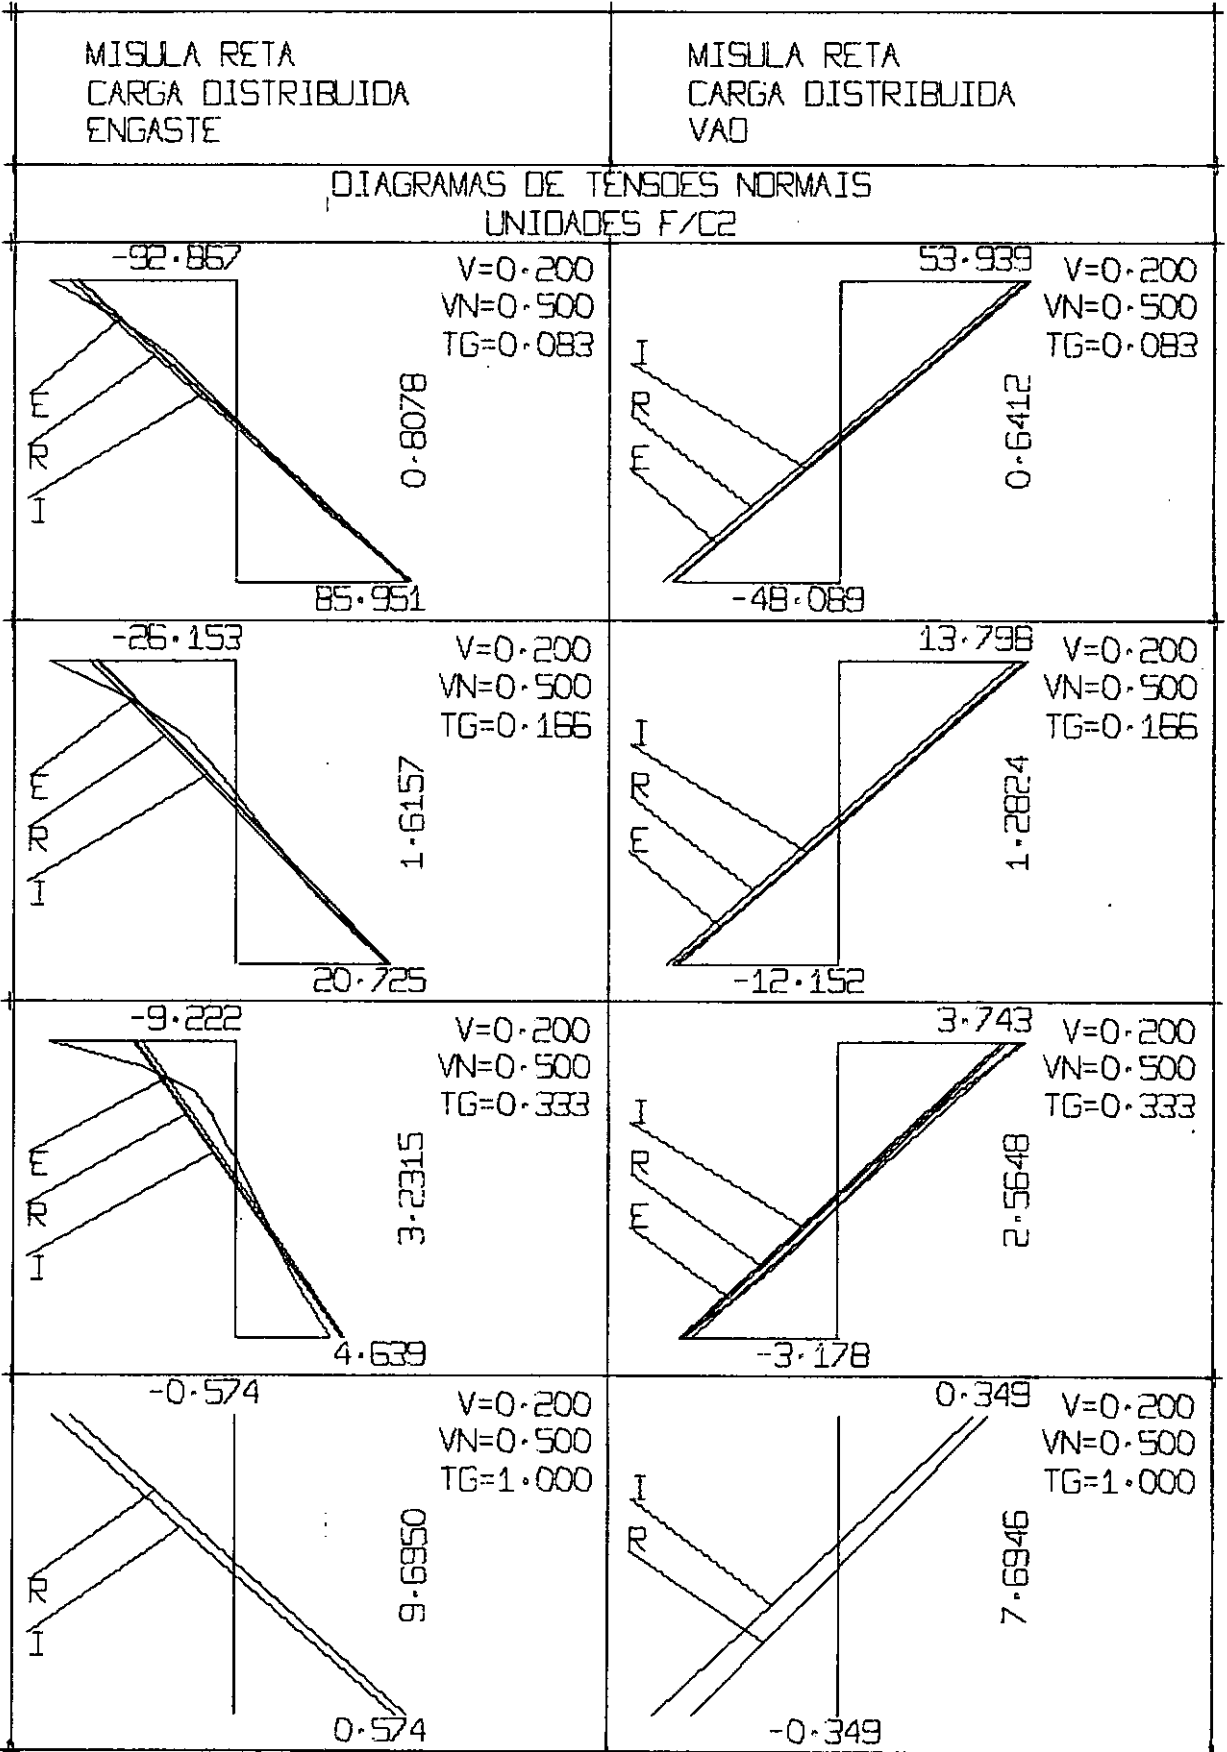 MISULA RETA
CARGA DISTRIBUIDA
ENGASTE
MISULA RETA
CARGA DISTRIBUIDA
VAO
DIAGRAMAS DE TENSOES NORMAIS
UNIDADES F/C2
-92.867
V=0.200
VN=0.500
TG=0.083
E
R
I
0.8078
85.951
53.939
V=0.200
VN=0.500
TG=0.083
I
R
E
0.6412
-48.089
-26.153
V=0.200
VN=0.500
TG=0.166
E
R
I
1.6157
20.725
13.798
V=0.200
VN=0.500
TG=0.166
I
R
E
1.2824
-12.152
-9.222
V=0.200
VN=0.500
TG=0.333
E
R
I
3.2315
4.639
3.743
V=0.200
VN=0.500
TG=0.333
I
R
E
2.5648
-3.178
-0.574
V=0.200
VN=0.500
TG=1.000
R
I
9.6950
0.574
0.349
V=0.200
VN=0.500
TG=1.000
I
R
7.6946
-0.349